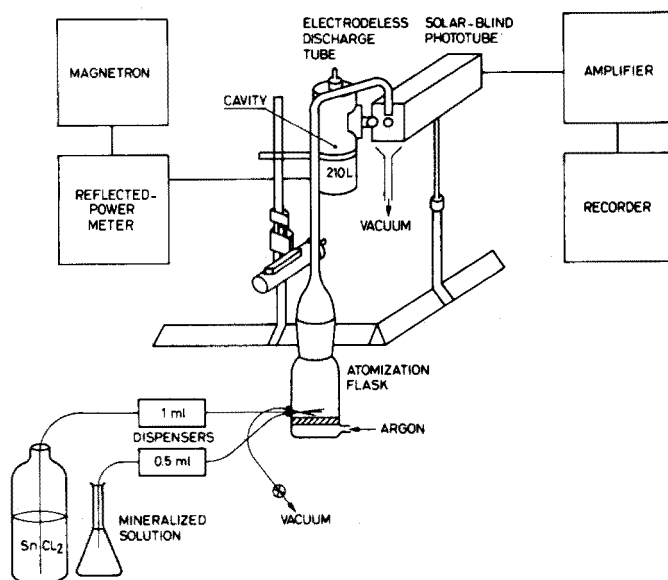 ELECTRODELESS
DISCHARGE
TUBE
SOLAR-BLIND
PHOTOTUBE
MAGNETRON
AMPLIFIER
CAVITY
210L
REFLECTED-
POWER
METER
VACUUM
RECORDER
ATOMIZATION
FLASK
1 ml
DISPENSERS
ARGON
0.5 ml
MINERALIZED
SOLUTION
VACUUM
SnCL2